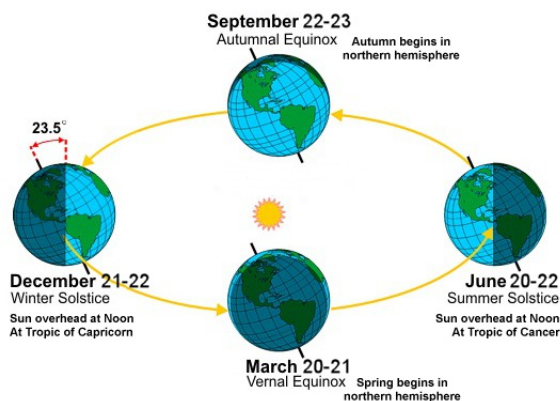 September 22-23
Autumnal Equinox
Autumn begins in
northern hemisphere
23.5°
December 21-22
Winter Solstice
Sun overhead at Noon
At Tropic of Capricorn
June 20-22
Summer Solstice
Sun overhead at Noon
At Tropic of Cancer
March 20-21
Vernal Equinox
Spring begins in
northern hemisphere